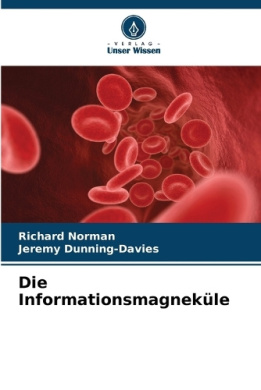 - VERLAG -
Unser Wissen
Richard Norman
Jeremy Dunning-Davies
Die
Informationsmagneküle